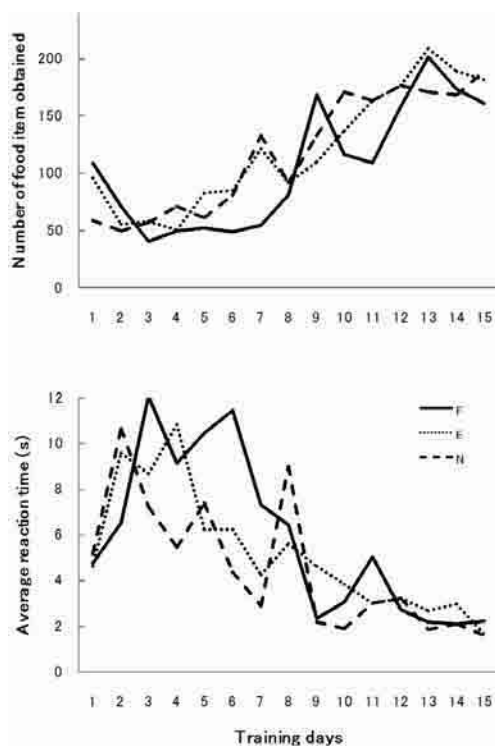 Number of food item obtained
200
150
100
50
0
1 2 3 4 5 6 7 8 9 10 11 12 13 14 15
Average reaction time (s)
12
10
8
6
4
2
0
F
E
N
1 2 3 4 5 6 7 8 9 10 11 12 13 14 15
Training days